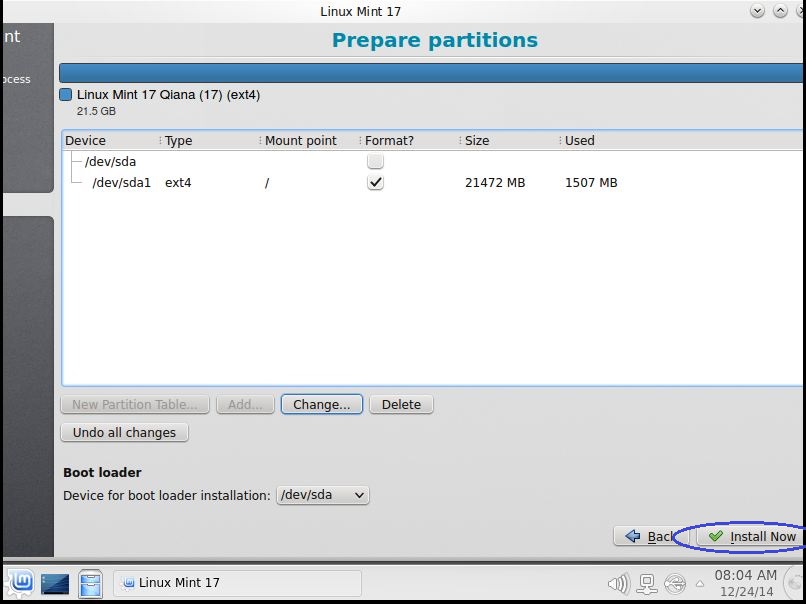 Linux Mint 17
nt
ocess
Prepare partitions
Linux Mint 17 Qiana (17) (ext4)
21.5 GB
Device Type Mount point Format? Size Used
/dev/sda
/dev/sda1 ext4 / 21472 MB 1507 MB
New Partition Table... Add... Change... Delete
Undo all changes
Boot loader
Device for boot loader installation: /dev/sda
Back Install Now
Linux Mint 17 08:04 AM
12/24/14